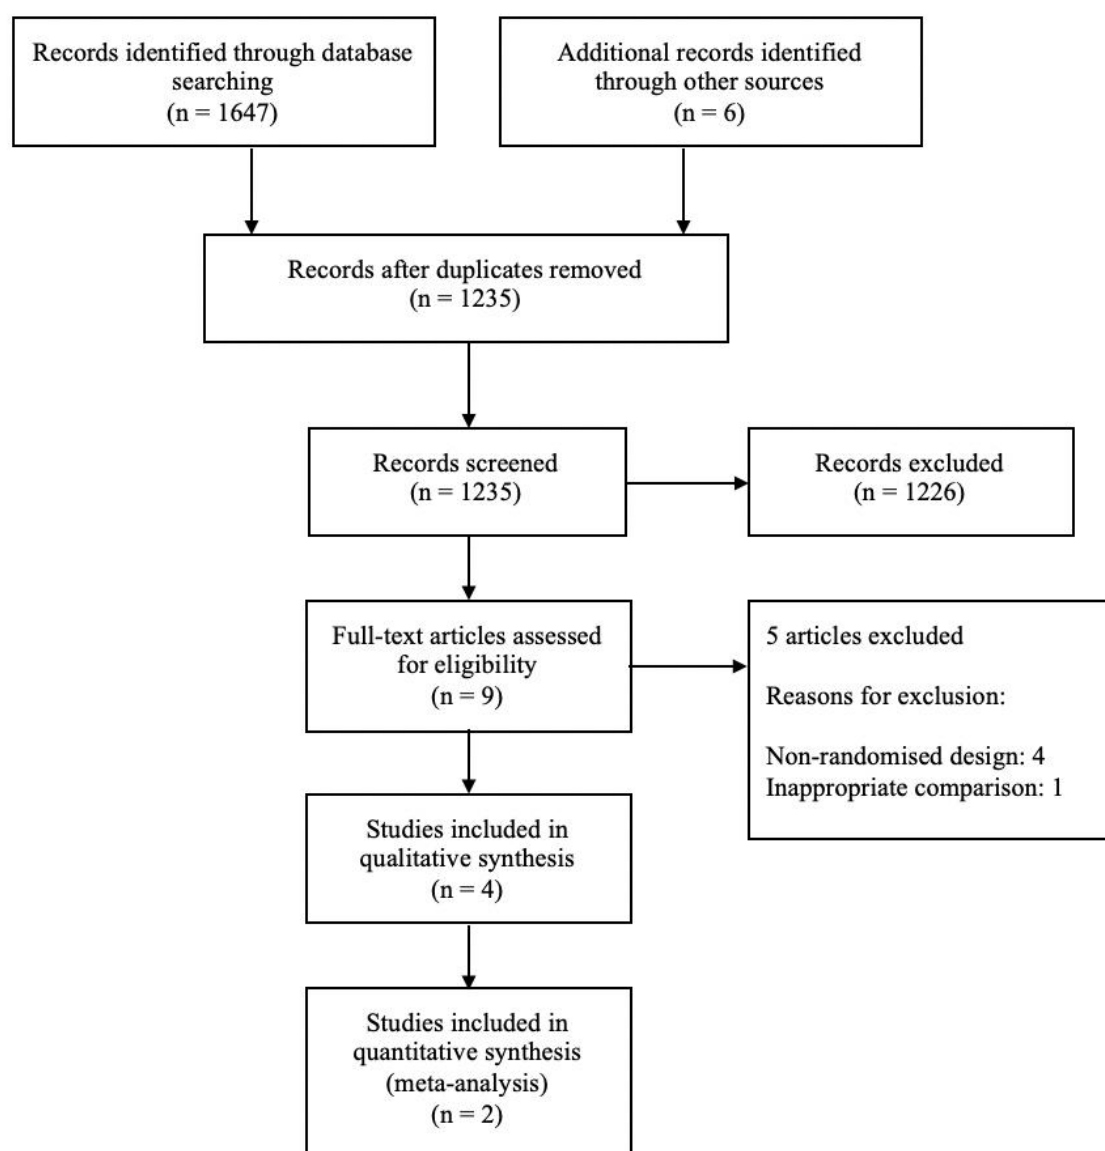 Records identified through database
searching
(n = 1647)
Additional records identified
through other sources
(n = 6)
Records after duplicates removed
(n = 1235)
Records screened
(n = 1235)
Records excluded
(n = 1226)
Full-text articles assessed
for eligibility
(n = 9)
5 articles excluded
Reasons for exclusion:
Non-randomised design: 4
Inappropriate comparison: 1
Studies included in
qualitative synthesis
(n = 4)
Studies included in
quantitative synthesis
(meta-analysis)
(n = 2)